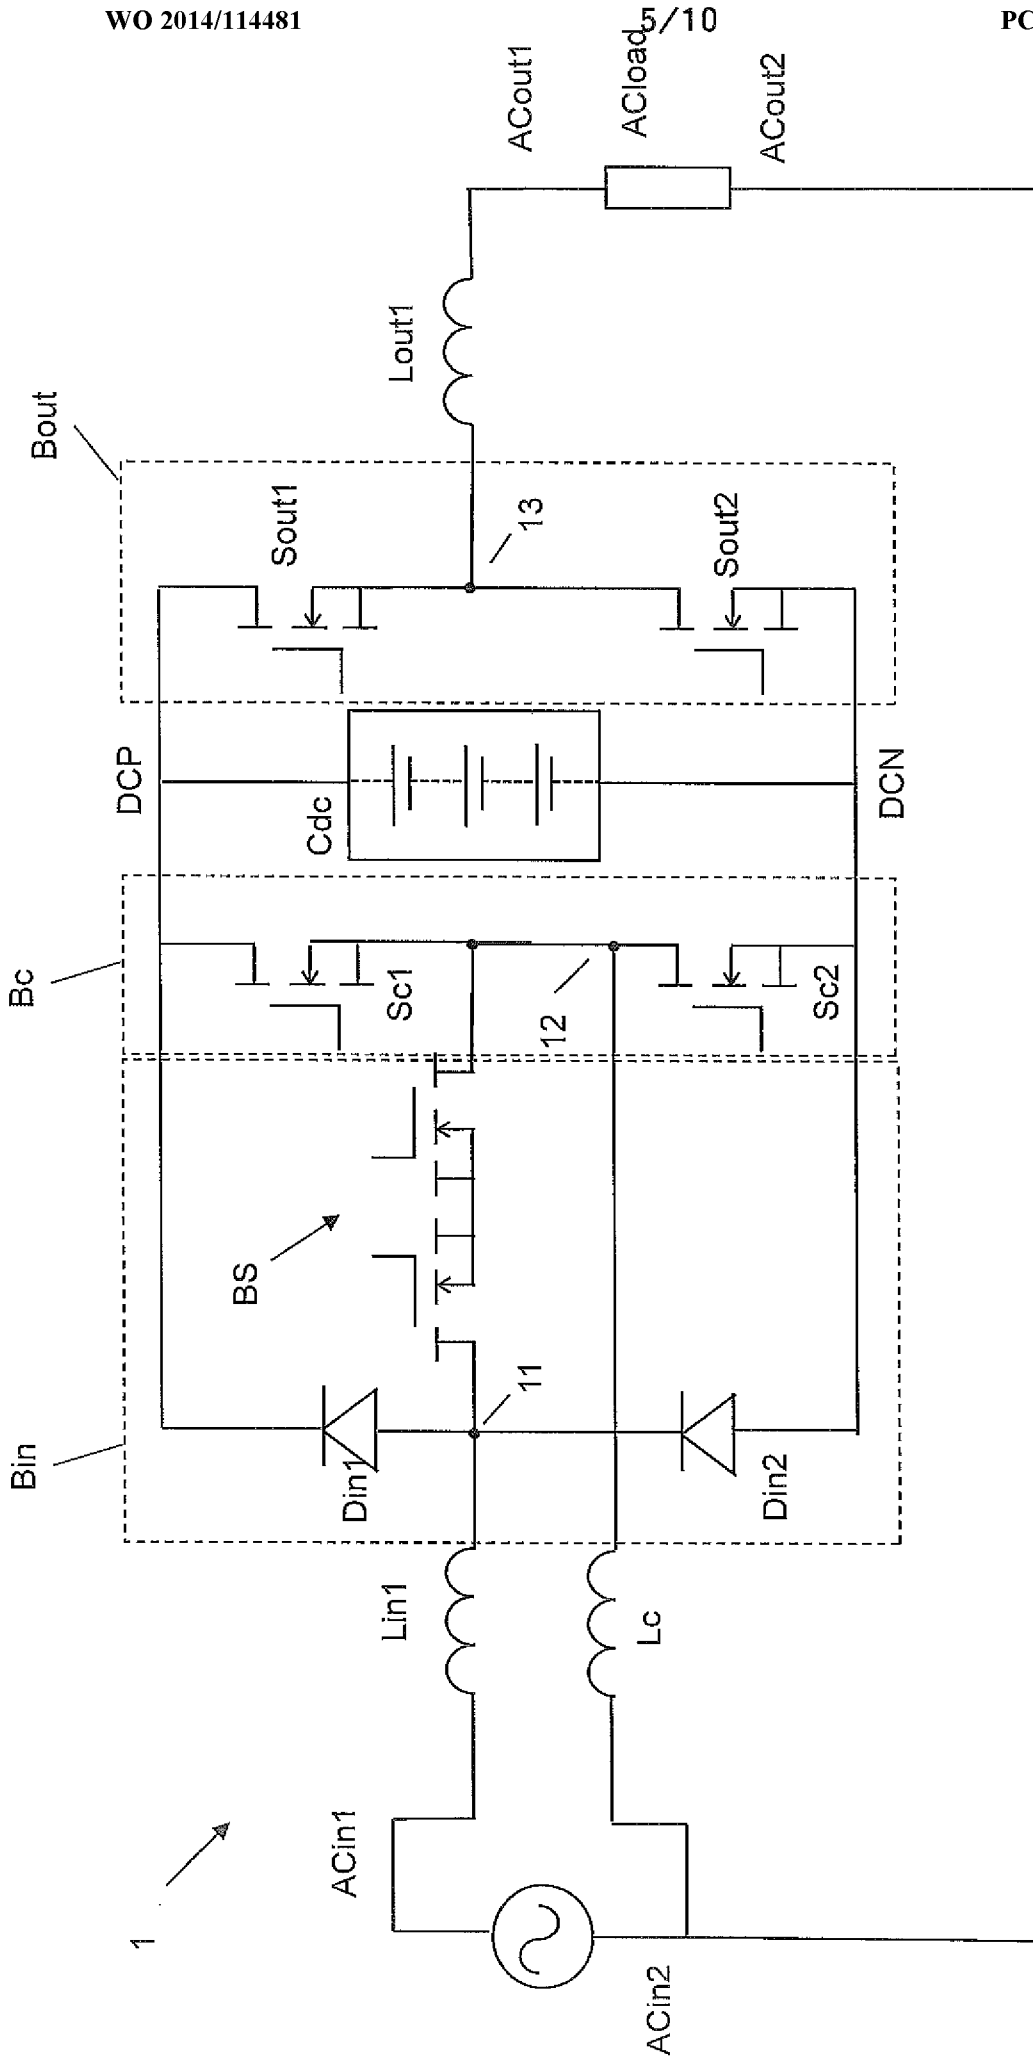 WO 2014/114481
5/10
PC
ACout1
ACload
ACout2
Lout1
Bout
Sout1
13
Sout2
DCP
Cdc
DCN
Bc
Sc1
12
Sc2
BS
11
Bin
Din1
Din2
Lin1
Lc
ACin1
1
ACin2